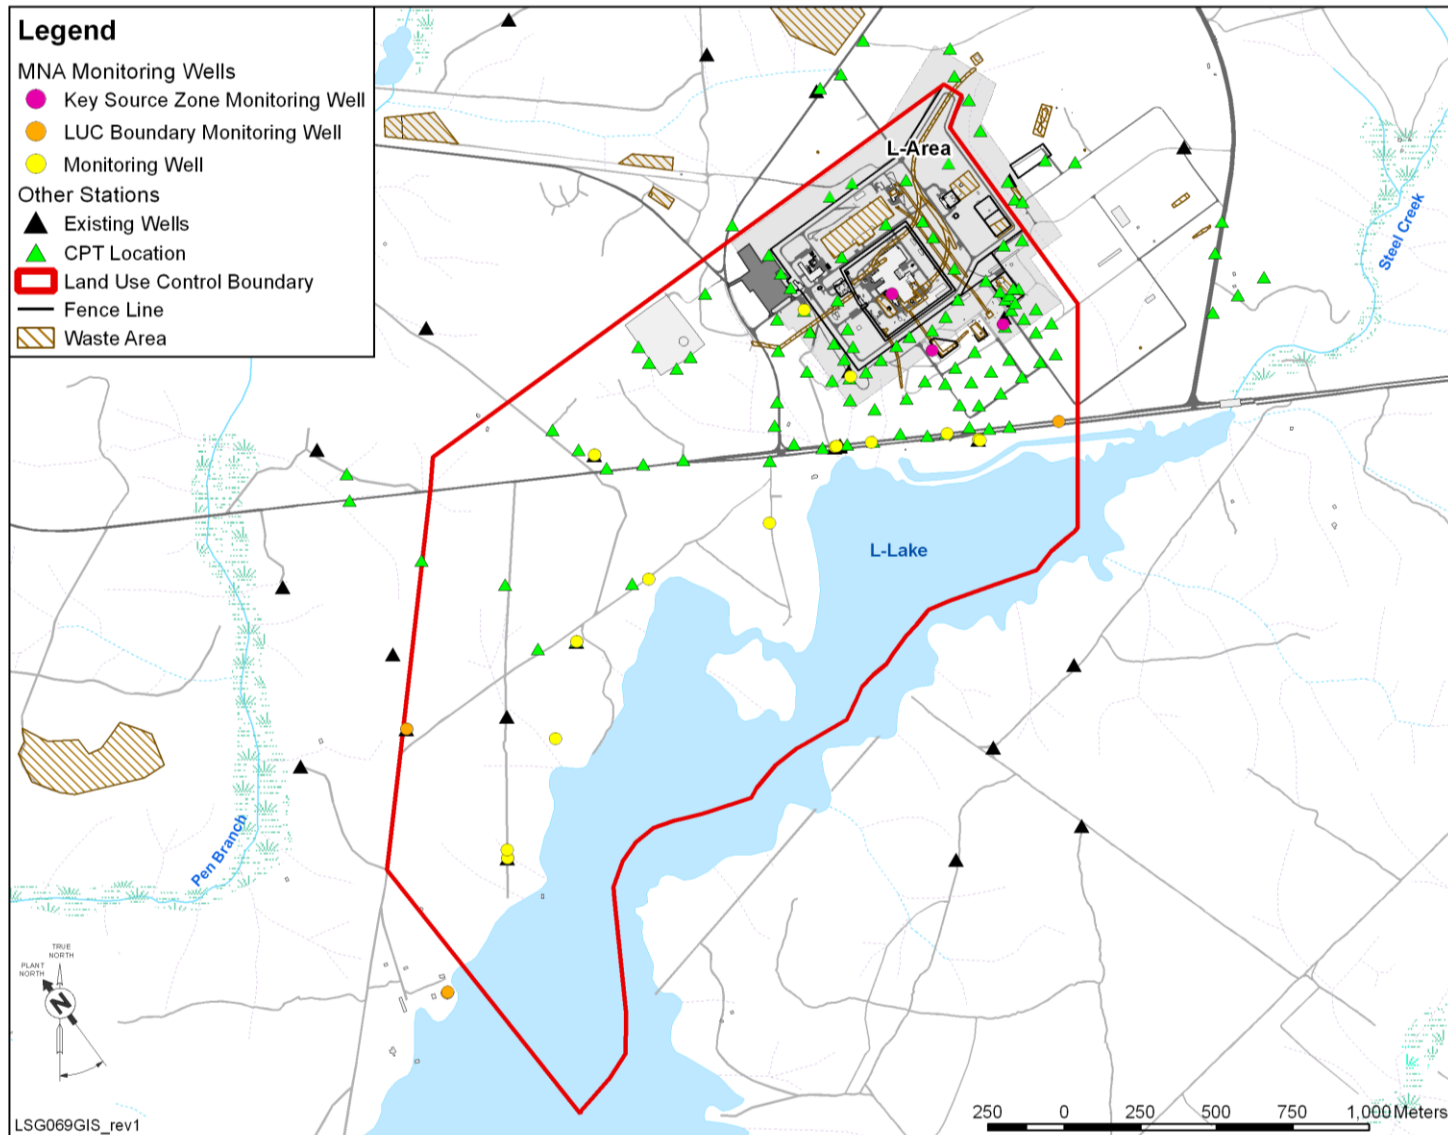 Legend
MNA Monitoring Wells
Key Source Zone Monitoring Well
LUC Boundary Monitoring Well
Monitoring Well
Other Stations
Existing Wells
CPT Location
Land Use Control Boundary
Fence Line
Waste Area
L-Area
Steel Creek
L-Lake
Pen Branch
TRUE
NORTH
PLANT
NORTH
N
LSG069GIS_rev1
250 0 250 500 750 1,000 Meters